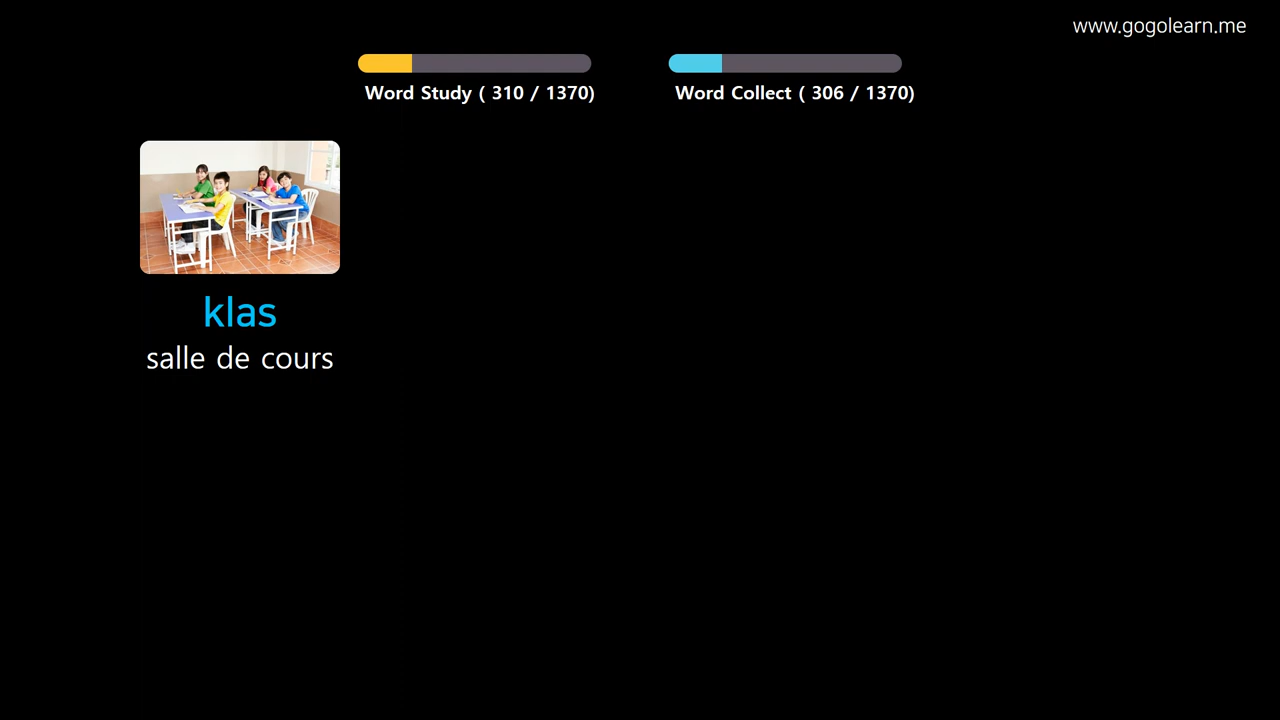 www.gogolearn.me
Word Study ( 310 / 1370)
Word Collect ( 306 / 1370)
klas
salle de cours